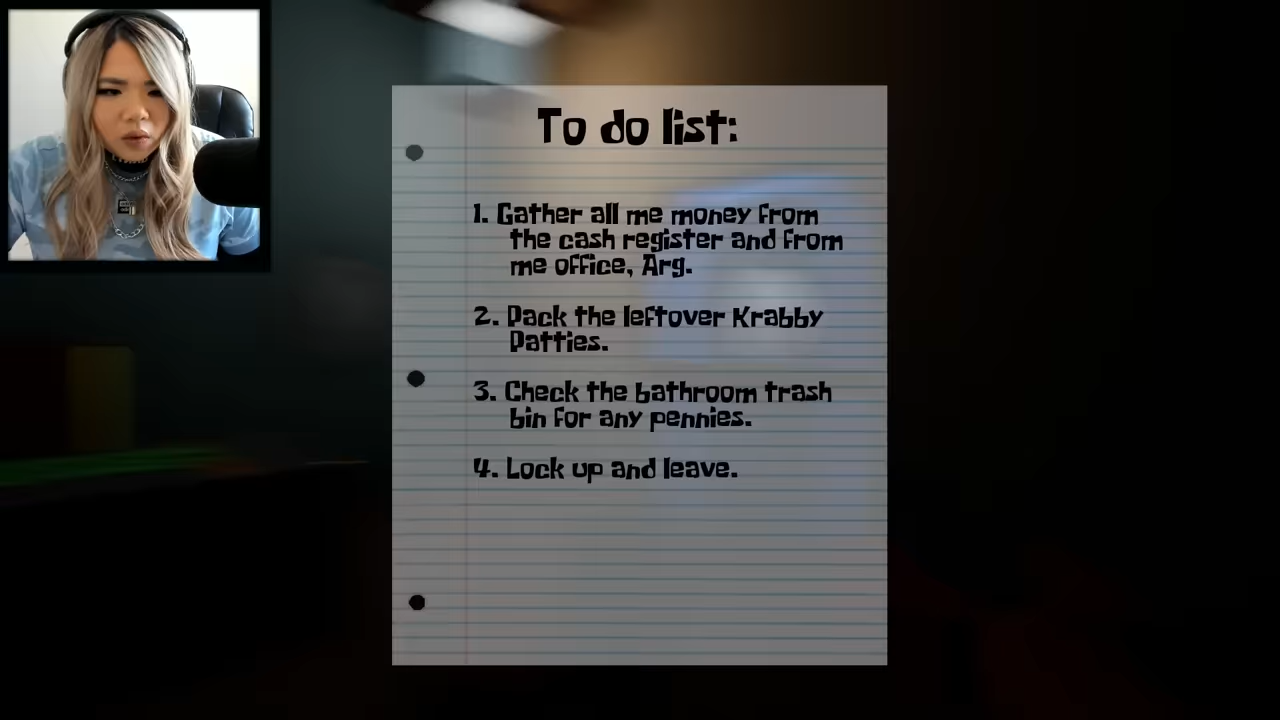 To do list:
1. Gather all me money from
the cash register and from
me office, Arg.
2. Pack the leftover Krabby
Patties.
3. Check the bathroom trash
bin for any pennies.
4. Lock up and leave.